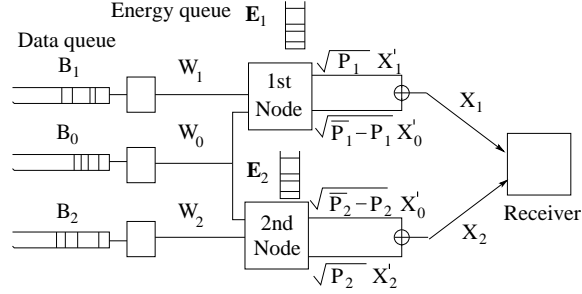 Energy queue E₁
Data queue
B₁
W₁
1st Node
√P₁ X'₁
√P̅₁−P₁ X'₀
X₁
B₀
W₀
E₂
B₂
W₂
2nd Node
√P̅₂−P₂ X'₀
√P₂ X'₂
X₂
Receiver